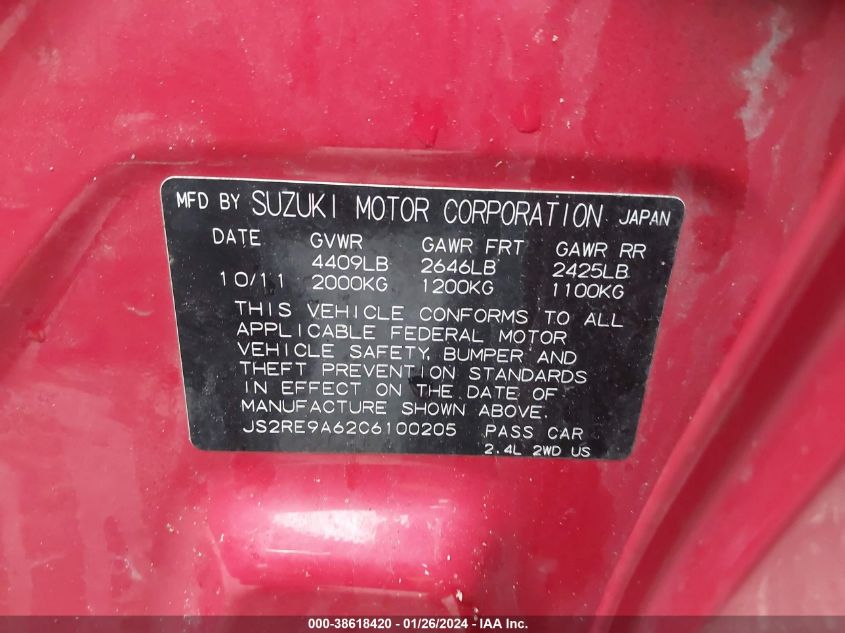 MFD BY SUZUKI MOTOR CORPORATION JAPAN
DATE GVWR GAWR FRT GAWR RR
4409LB 2646LB 2425LB
10/11 2000KG 1200KG 1100KG
THIS VEHICLE CONFORMS TO ALL
APPLICABLE FEDERAL MOTOR
VEHICLE SAFETY, BUMPER AND
THEFT PREVENTION STANDARDS
IN EFFECT ON THE DATE OF
MANUFACTURE SHOWN ABOVE.
JS2RE9A62C6100205 PASS CAR
2.4L 2WD US
000-38618420 - 01/26/2024 - IAA Inc.